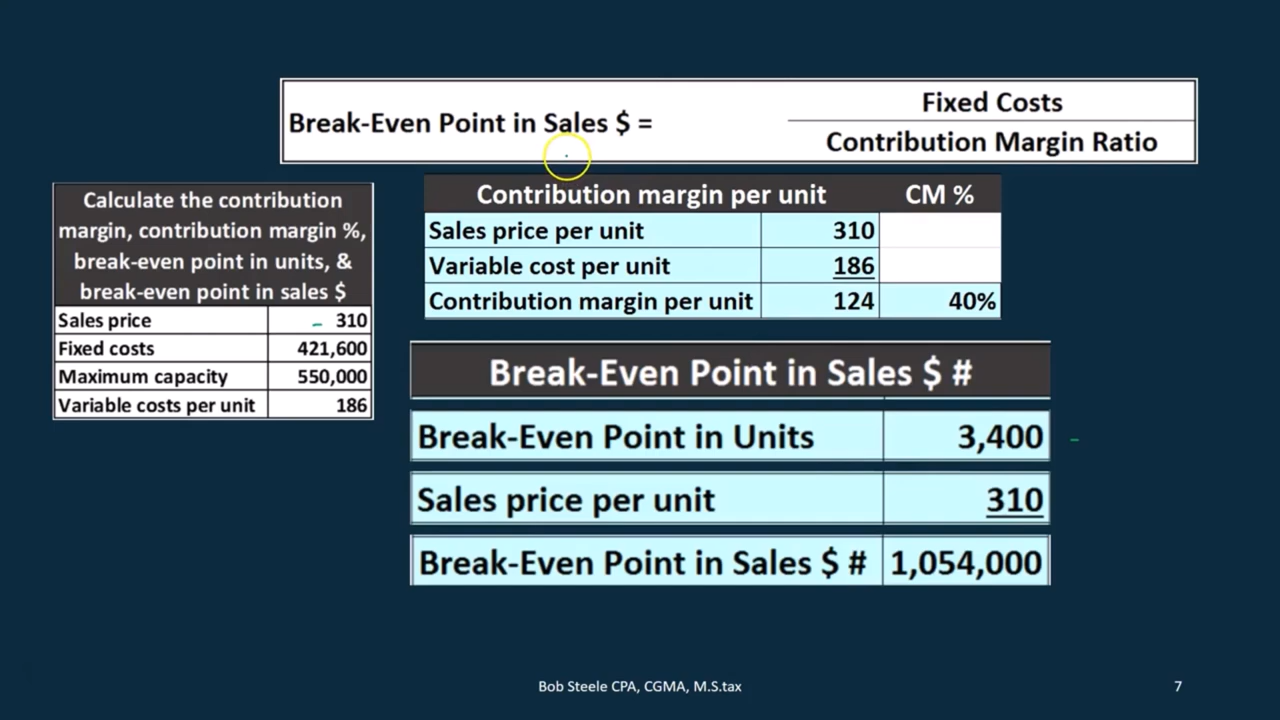 Break-Even Point in Sales $ =
Fixed Costs
Contribution Margin Ratio
Calculate the contribution
margin, contribution margin %,
break-even point in units, &
break-even point in sales $
Sales price 310
Fixed costs 421,600
Maximum capacity 550,000
Variable costs per unit 186
Contribution margin per unit CM %
Sales price per unit 310
Variable cost per unit 186
Contribution margin per unit 124 40%
Break-Even Point in Sales $ #
Break-Even Point in Units 3,400
Sales price per unit 310
Break-Even Point in Sales $ # 1,054,000
Bob Steele CPA, CGMA, M.S.tax
7